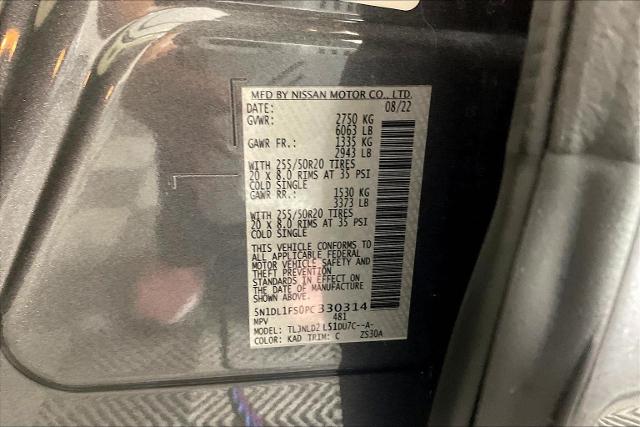 MFD BY NISSAN MOTOR CO., LTD.
DATE: 08/22
GVWR: 2750 KG
6063 LB
GAWR FR.: 1335 KG
2943 LB
WITH 255/50R20 TIRES
20 X 8.0 RIMS AT 35 PSI
COLD SINGLE
GAWR RR.: 1530 KG
3373 LB
WITH 255/50R20 TIRES
20 X 8.0 RIMS AT 35 PSI
COLD SINGLE
THIS VEHICLE CONFORMS TO
ALL APPLICABLE FEDERAL
MOTOR VEHICLE SAFETY AND
THEFT PREVENTION
STANDARDS IN EFFECT ON
THE DATE OF MANUFACTURE
SHOWN ABOVE.
5N1DL1FS0PC330314
MPV 481
MODEL: TL3NLD2 L51DU7C--A-
COLOR: KAD TRIM: C ZS30A